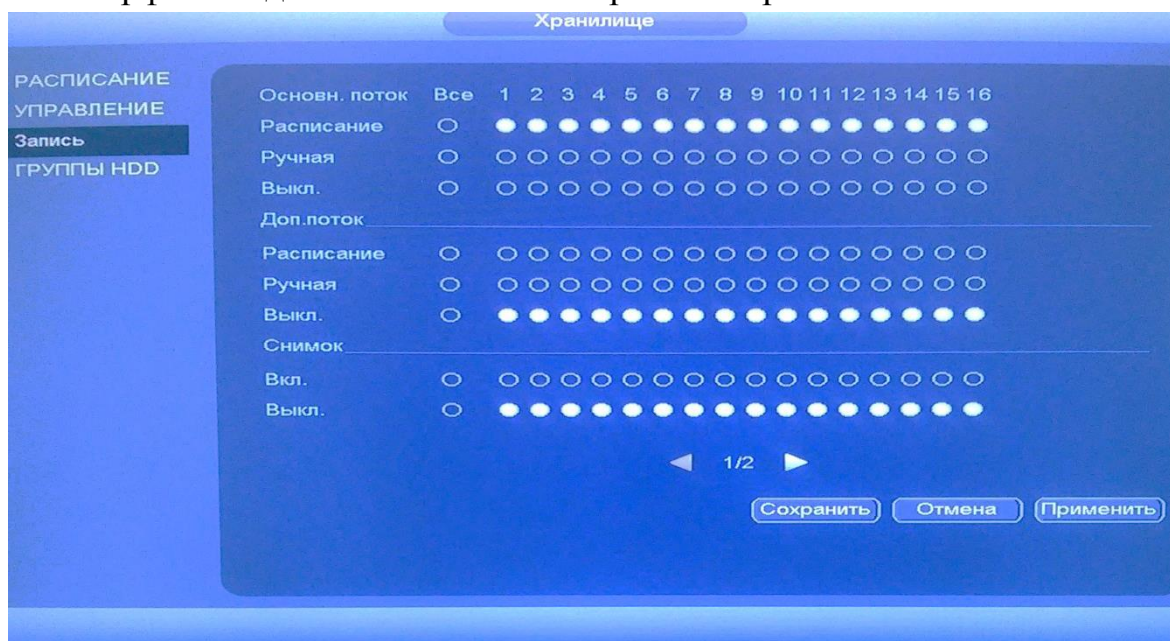 Хранилище
РАСПИСАНИЕ
УПРАВЛЕНИЕ
Запись
ГРУППЫ HDD
Основн. поток Все 1 2 3 4 5 6 7 8 9 10 11 12 13 14 15 16
Расписание
Ручная
Выкл.
Доп.поток
Расписание
Ручная
Выкл.
Снимок
Вкл.
Выкл.
1/2
Сохранить Отмена Применить